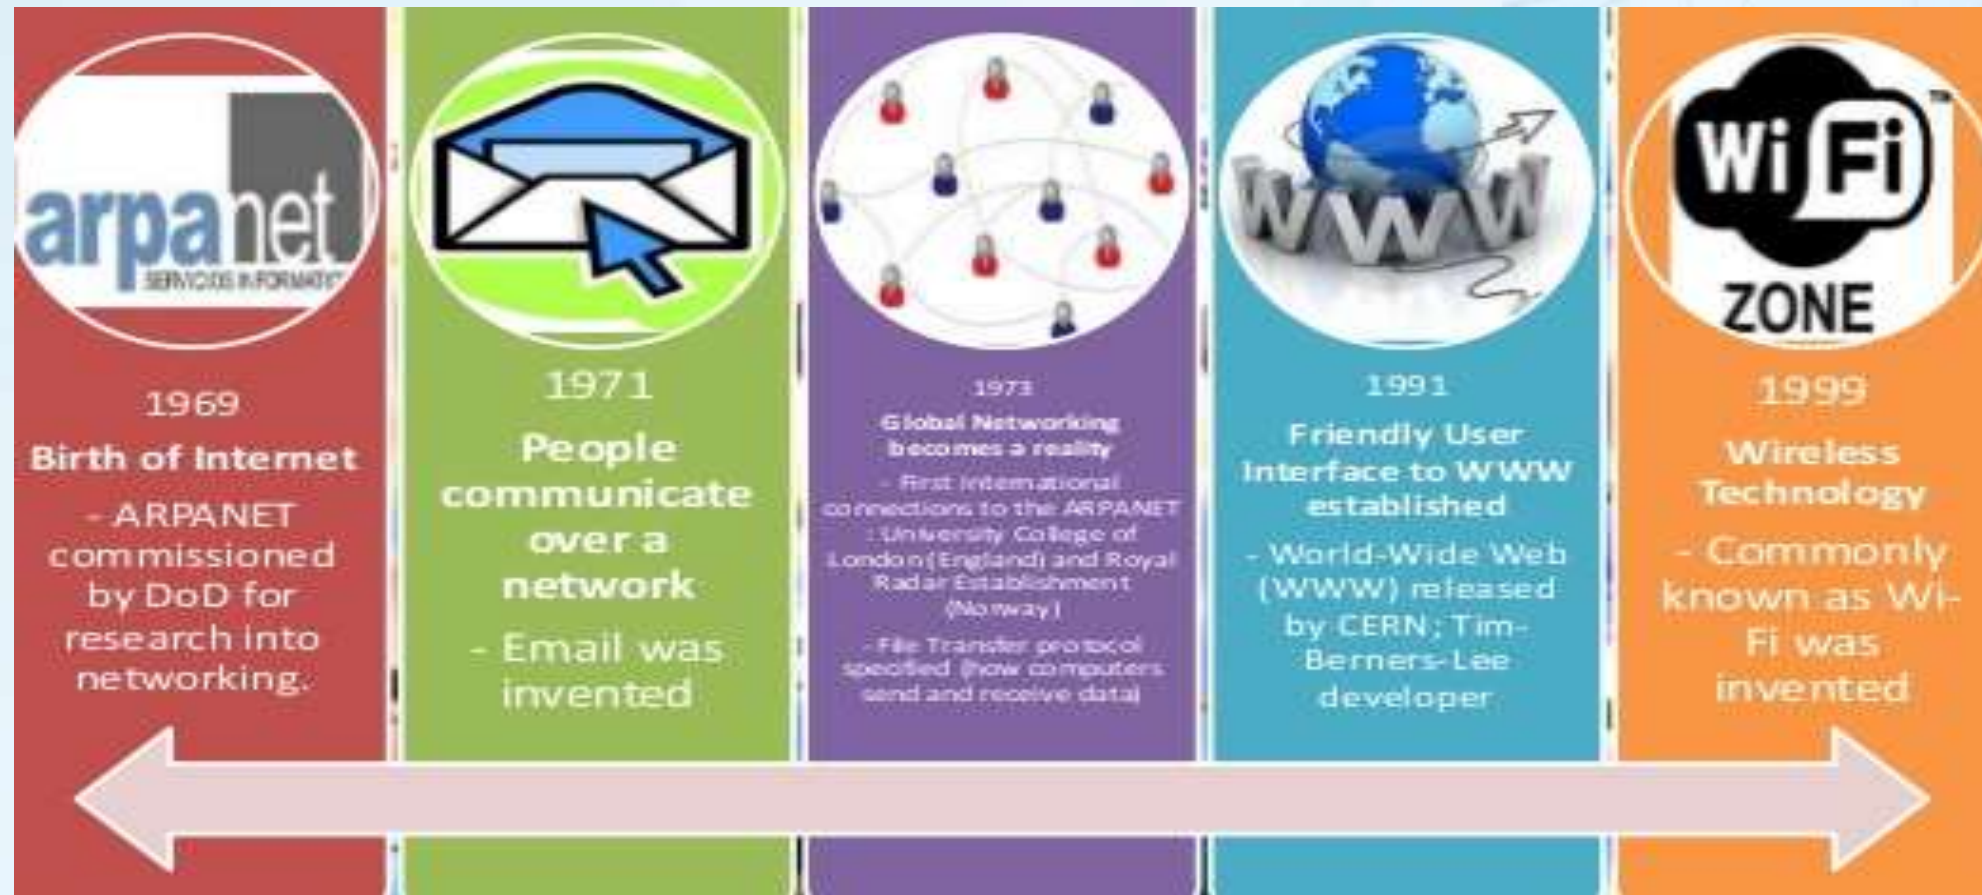 arpanet
SERVICIOS INFORMATIC
1969
Birth of Internet
- ARPANET
commissioned
by DoD for
research into
networking.
1971
People
communicate
over a
network
- Email was
invented
1973
Global Networking
becomes a reality
- First International
connections to the ARPANET
: University College of
London(England) and Royal
Radar Establishment
(Norway)
- File Transfer protocol
specified (how computers
send and receive data)
WWW
1991
Friendly User
Interface to WWW
established
- World-Wide Web
(WWW) released
by CERN; Tim-
Berners-Lee
developer
Wi Fi
TM
ZONE
1999
Wireless
Technology
- Commonly
known as Wi-
Fi was
invented